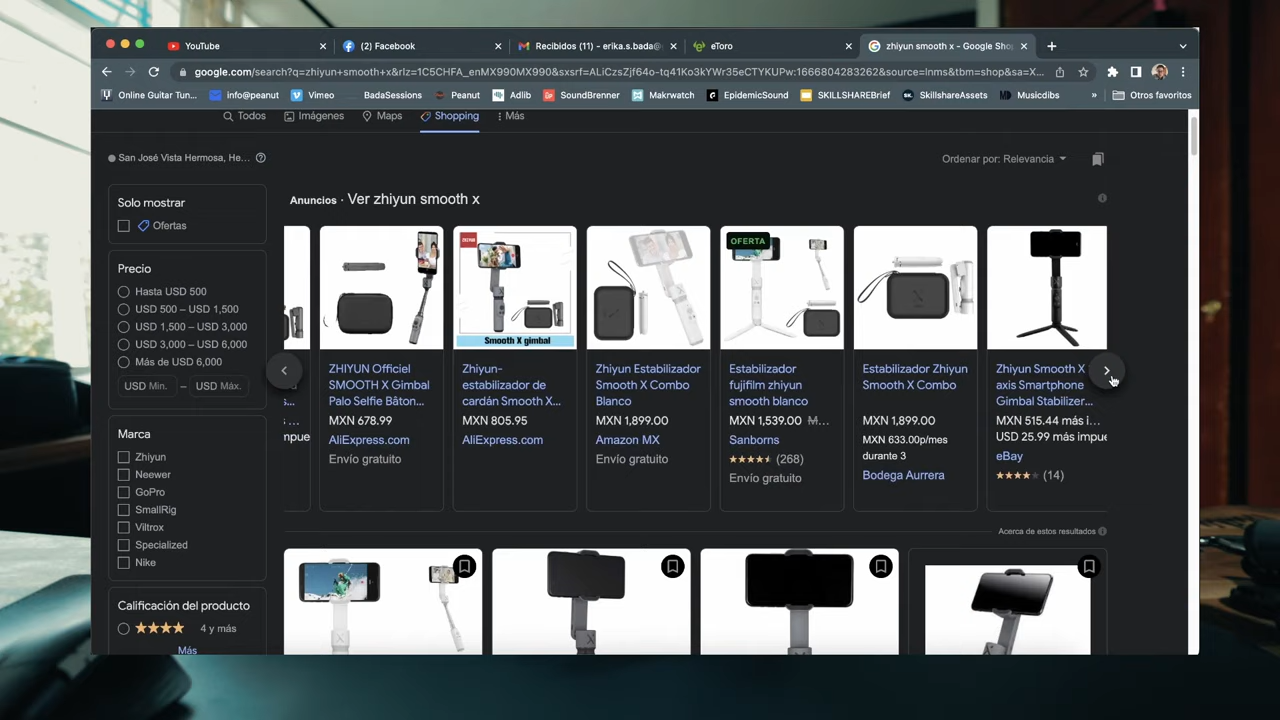 YouTube
(2) Facebook
Recibidos (11) - erika.s.bada@
eToro
zhiyun smooth x - Google Sho
google.com/search?q=zhiyun+smooth+x&rlz=1C5CHFA_enMX990MX990&sxsrf=ALiCzsZjf64o-tq41Ko3kYWr35eCTYKUPw:1666804283262&source=lnms&tbm=shop&sa=X...
Online Guitar Tun...
info@peanut
Vimeo
BadaSessions
Peanut
Adlib
SoundBrenner
Makrwatch
EpidemicSound
SKILLSHAREBrief
SkillshareAssets
Musicdibs
»
Otros favoritos
Todos
Imágenes
Maps
Shopping
Más
San José Vista Hermosa, He...
Ordenar por: Relevancia
Solo mostrar
Ofertas
Precio
Hasta USD 500
USD 500 – USD 1,500
USD 1,500 – USD 3,000
USD 3,000 – USD 6,000
Más de USD 6,000
USD Min. – USD Máx.
Marca
Zhiyun
Neewer
GoPro
SmallRig
Viltrox
Specialized
Nike
Calificación del producto
4 y más
Más
Anuncios · Ver zhiyun smooth x
s...
...
impue
ZHIYUN Officiel
SMOOTH X Gimbal
Palo Selfie Bâton...
MXN 678.99
AliExpress.com
Envío gratuito
Smooth X gimbal
Zhiyun-
estabilizador de
cardán Smooth X...
MXN 805.95
AliExpress.com
Zhiyun Estabilizador
Smooth X Combo
Blanco
MXN 1,899.00
Amazon MX
Envío gratuito
OFERTA
Estabilizador
fujifilm zhiyun
smooth blanco
MXN 1,539.00 M...
Sanborns
(268)
Envío gratuito
Estabilizador Zhiyun
Smooth X Combo
MXN 1,899.00
MXN 633.00p/mes
durante 3
Bodega Aurrera
Zhiyun Smooth X
axis Smartphone
Gimbal Stabilizer...
MXN 515.44 más i...
USD 25.99 más impue
eBay
(14)
Acerca de estos resultados